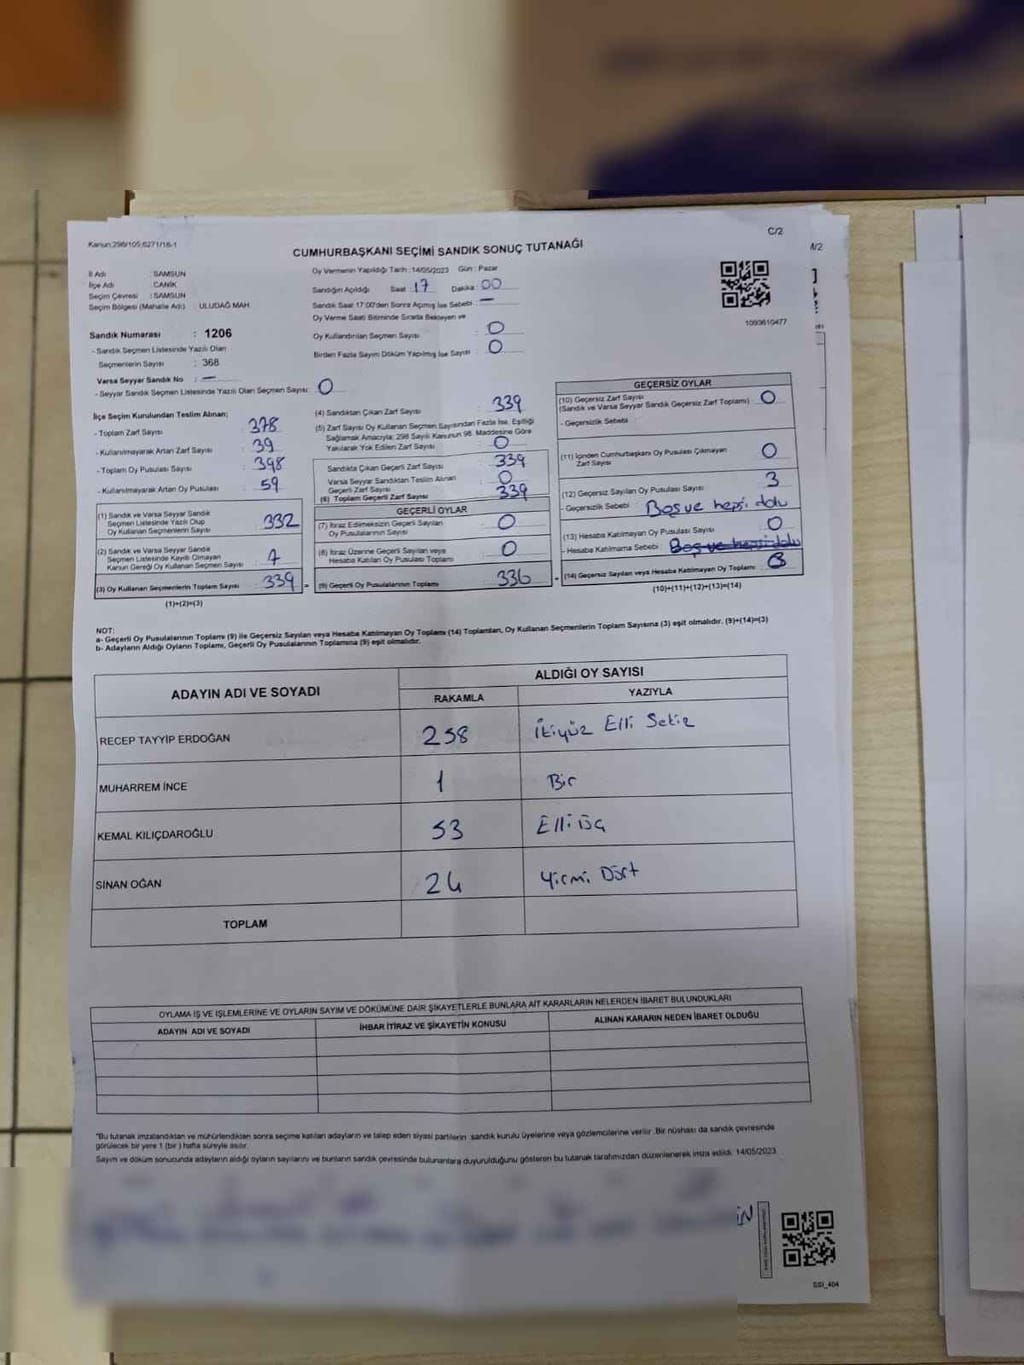 Kanun:298/105;6271/16-1
C/2
CUMHURBAŞKANI SEÇİMİ SANDIK SONUÇ TUTANAĞI
İl Adı : SAMSUN
İlçe Adı : CANİK
Seçim Çevresi : SAMSUN
Seçim Bölgesi (Mahalle Adı) : ULUDAĞ MAH.
Oy Vermenin Yapıldığı Tarih :14/05/2023 Gün : Pazar
Sandığın Açıldığı Saat : 17 Dakika : 00
Sandık Saat 17:00'den Sonra Açılmış İse Sebebi : —
Oy Verme Saati Bitiminde Sırada Bekleyen ve
Oy Kullandırılan Seçmen Sayısı : 0
Birden Fazla Sayım Döküm Yapılmış İse Sayısı : 0
1093610477
Sandık Numarası : 1206
- Sandık Seçmen Listesinde Yazılı Olan
Seçmenlerin Sayısı : 368
Varsa Seyyar Sandık No : —
- Seyyar Sandık Seçmen Listesinde Yazılı Olan Seçmen Sayısı: 0
İlçe Seçim Kurulundan Teslim Alınan;
- Toplam Zarf Sayısı : 378
- Kullanılmayarak Artan Zarf Sayısı : 39
- Toplam Oy Pusulası Sayısı : 398
- Kullanılmayarak Artan Oy Pusulası : 59
(1) Sandık ve Varsa Seyyar Sandık
Seçmen Listesinde Yazılı Olup
Oy Kullanan Seçmenlerin Sayısı : 332
(2) Sandık ve Varsa Seyyar Sandık
Seçmen Listesinde Kayıtlı Olmayan
Kanun Gereği Oy Kullanan Seçmen Sayısı : 7
(3) Oy Kullanan Seçmenlerin Toplam Sayısı : 339
(1)+(2)=(3)
(4) Sandıktan Çıkan Zarf Sayısı : 339
(5) Zarf Sayısı Oy Kullanan Seçmen Sayısından Fazla İse, Eşitliği
Sağlamak Amacıyla; 298 Sayılı Kanunun 98. Maddesine Göre
Yakılarak Yok Edilen Zarf Sayısı : 0
Sandıkta Çıkan Geçerli Zarf Sayısı : 339
Varsa Seyyar Sandıktan Teslim Alınan
Geçerli Zarf Sayısı : 0
(6) Toplam Geçerli Zarf Sayısı : 339
GEÇERLİ OYLAR
(7) İtiraz Edilmeksizin Geçerli Sayılan
Oy Pusulalarının Sayısı : 0
(8) İtiraz Üzerine Geçerli Sayılan veya
Hesaba Katılan Oy Pusulası Toplamı : 0
(9) Geçerli Oy Pusulalarının Toplamı : 336
GEÇERSİZ OYLAR
(10) Geçersiz Zarf Sayısı : 0
(Sandık ve Varsa Seyyar Sandık Geçersiz Zarf Toplamı)
- Geçersizlik Sebebi :
(11) İçinden Cumhurbaşkanı Oy Pusulası Çıkmayan
Zarf Sayısı : 0
(12) Geçersiz Sayılan Oy Pusulası Sayısı : 3
- Geçersizlik Sebebi : Boş ve hepsi dolu
(13) Hesaba Katılmayan Oy Pusulası Sayısı : 0
- Hesaba Katılmama Sebebi : Boş ve hepsi dolu
(14) Geçersiz Sayılan veya Hesaba Katılmayan Oy Toplamı : 3
(10)+(11)+(12)+(13)=(14)
NOT:
a- Geçerli Oy Pusulalarının Toplamı (9) ile Geçersiz Sayılan veya Hesaba Katılmayan Oy Toplamı (14) Toplamları, Oy Kullanan Seçmenlerin Toplam Sayısına (3) eşit olmalıdır. (9)+(14)=(3)
b- Adayların Aldığı Oyların Toplamı, Geçerli Oy Pusulalarının Toplamına (9) eşit olmalıdır.
ADAYIN ADI VE SOYADI
ALDIĞI OY SAYISI
RAKAMLA YAZIYLA
RECEP TAYYİP ERDOĞAN 258 İkiyüz Elli Sekiz
MUHARREM İNCE 1 Bir
KEMAL KILIÇDAROĞLU 53 Elli üç
SİNAN OĞAN 24 Yirmi Dört
TOPLAM
OYLAMA İŞ VE İŞLEMLERİNE VE OYLARIN SAYIM VE DÖKÜMÜNE DAİR ŞİKAYETLERLE BUNLARA AİT KARARLARIN NELERDEN İBARET BULUNDUKLARI
ADAYIN ADI VE SOYADI İHBAR İTİRAZ VE ŞİKAYETİN KONUSU ALINAN KARARIN NEDEN İBARET OLDUĞU
"Bu tutanak imzalandıktan ve mühürlendikten sonra seçime katılan adayların ve talep eden siyasi partilerin sandık kurulu üyelerine veya gözlemcilerine verilir. Bir nüshası da sandık çevresinde
görülecek bir yere 1 (bir) hafta süreyle asılır.
Sayım ve döküm sonucunda adayların aldığı oyların sayılarını ve bunların sandık çevresinde bulunanlara duyurulduğunu gösteren bu tutanak tarafımızdan düzenlenerek imza edildi. 14/05/2023
SSI_404